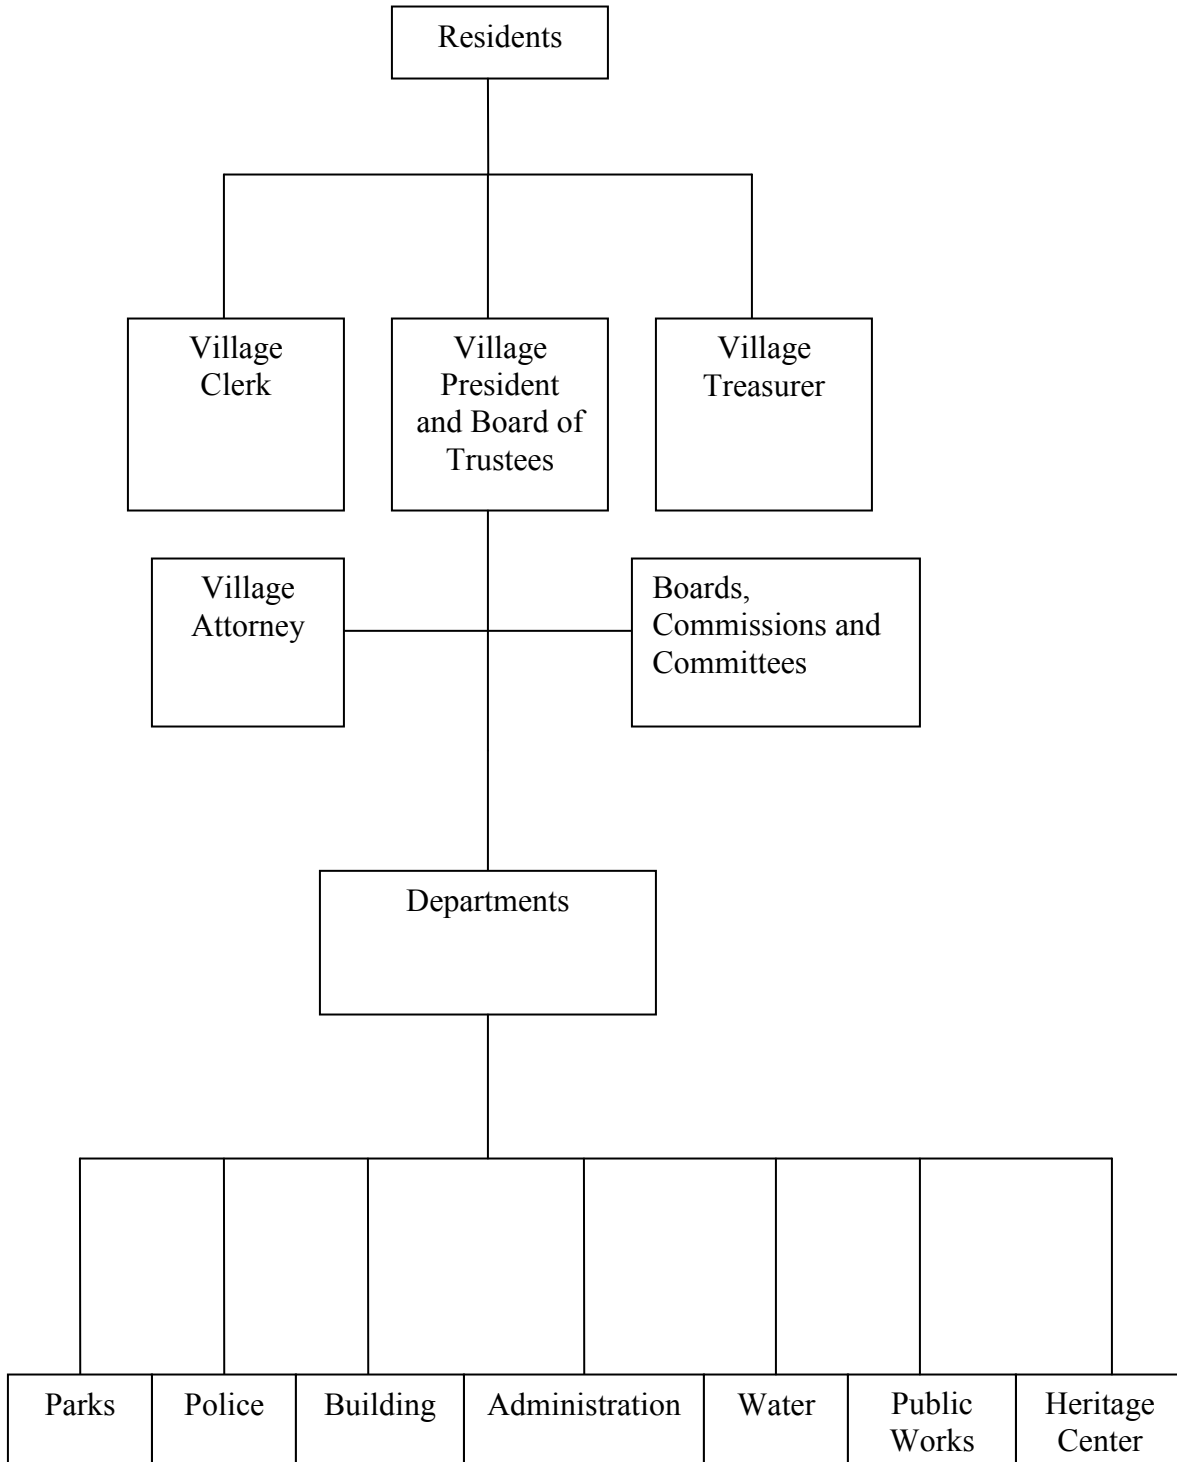 Residents
Village
Clerk
Village
President
and Board of
Trustees
Village
Treasurer
Village
Attorney
Boards,
Commissions and
Committees
Departments
Parks
Police
Building
Administration
Water
Public
Works
Heritage
Center